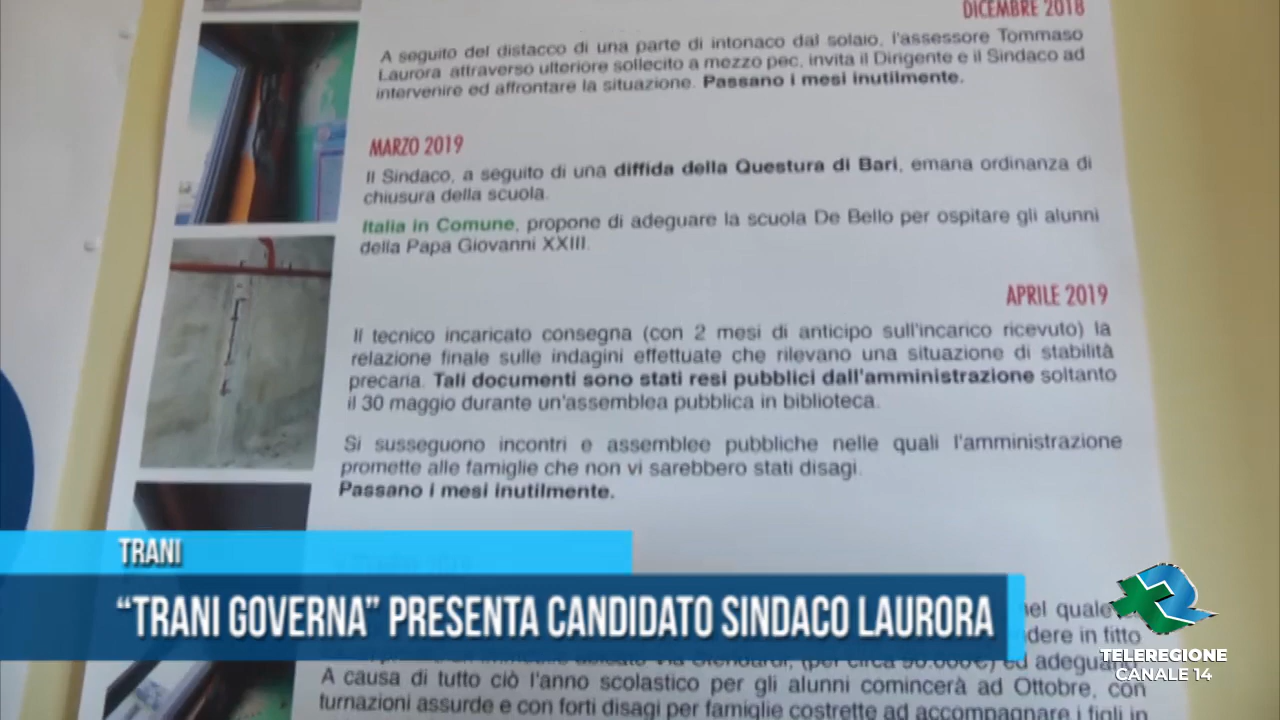 DICEMBRE 2018
A seguito del distacco di una parte di intonaco dal solaio, l'assessore Tommaso
Laurora attraverso ulteriore sollecito a mezzo pec, invita il Dirigente e il Sindaco ad
intervenire ed affrontare la situazione. Passano i mesi inutilmente.
MARZO 2019
Il Sindaco, a seguito di una diffida della Questura di Bari, emana ordinanza di
chiusura della scuola.
Italia in Comune, propone di adeguare la scuola De Bello per ospitare gli alunni
della Papa Giovanni XXIII.
APRILE 2019
Il tecnico incaricato consegna (con 2 mesi di anticipo sull'incarico ricevuto) la
relazione finale sulle indagini effettuate che rilevano una situazione di stabilità
precaria. Tali documenti sono stati resi pubblici dall'amministrazione soltanto
il 30 maggio durante un'assemblea pubblica in biblioteca.
Si susseguono incontri e assemblee pubbliche nelle quali l'amministrazione
promette alle famiglie che non vi sarebbero stati disagi.
Passano i mesi inutilmente.
TRANI
“TRANI GOVERNA” PRESENTA CANDIDATO SINDACO LAURORA
nel quale
in fitto
ed
A causa di tutto ciò l'anno scolastico per gli alunni comincerà ad Ottobre, con
turnazioni assurde e con forti disagi per famiglie costrette ad accompagnare i figli in
TELEREGIONE
CANALE 14